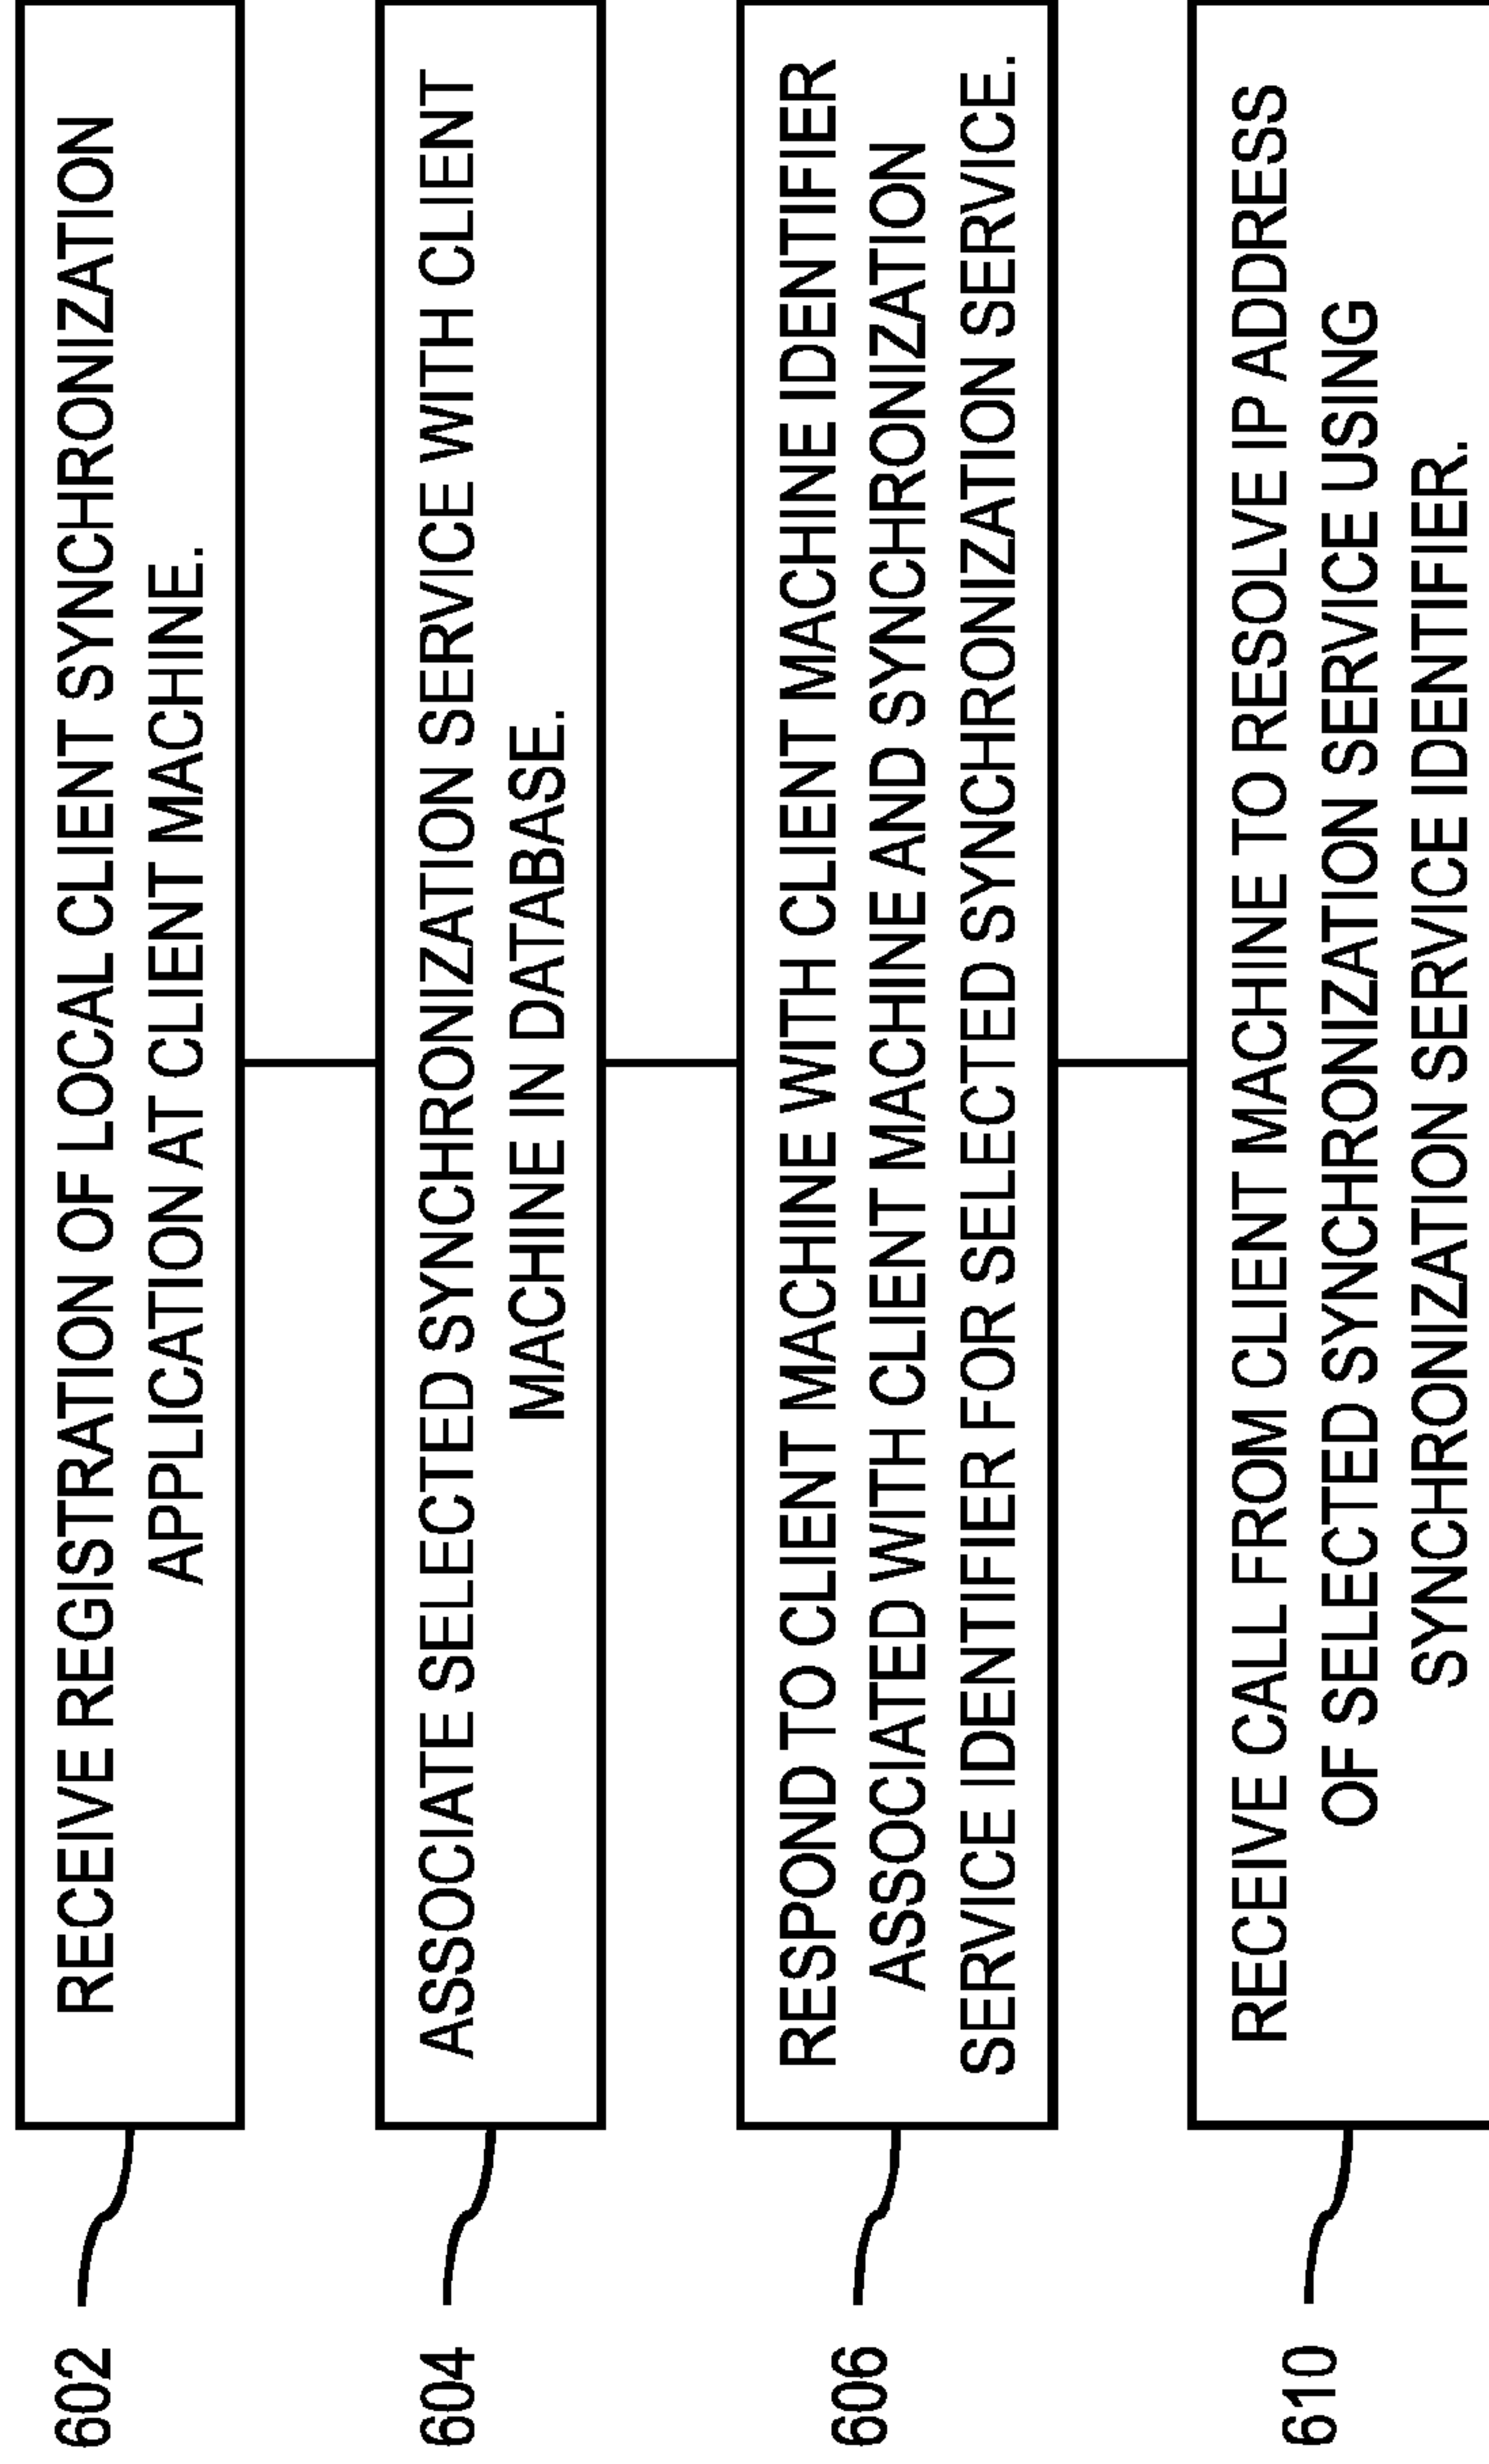 602
RECEIVE REGISTRATION OF LOCAL CLIENT SYNCHRONIZATION
APPLICATION AT CLIENT MACHINE.
604
ASSOCIATE SELECTED SYNCHRONIZATION SERVICE WITH CLIENT
MACHINE IN DATABASE.
606
RESPOND TO CLIENT MACHINE WITH CLIENT MACHINE IDENTIFIER
ASSOCIATED WITH CLIENT MACHINE AND SYNCHRONIZATION
SERVICE IDENTIFIER FOR SELECTED SYNCHRONIZATION SERVICE.
610
RECEIVE CALL FROM CLIENT MACHINE TO RESOLVE IP ADDRESS
OF SELECTED SYNCHRONIZATION SERVICE USING
SYNCHRONIZATION SERVICE IDENTIFIER.